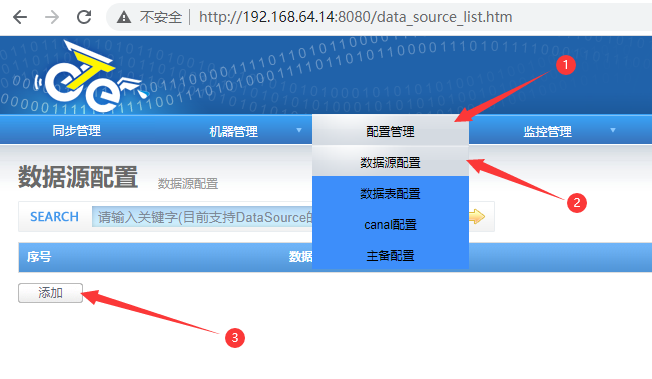 不安全 | http://192.168.64.14:8080/data_source_list.htm
1
同步管理 机器管理 配置管理 监控管理
数据源配置
数据表配置
canal配置
主备配置
2
数据源配置 数据源配置
SEARCH 请输入关键字(目前支持DataSource的
序号 数据
添加
3